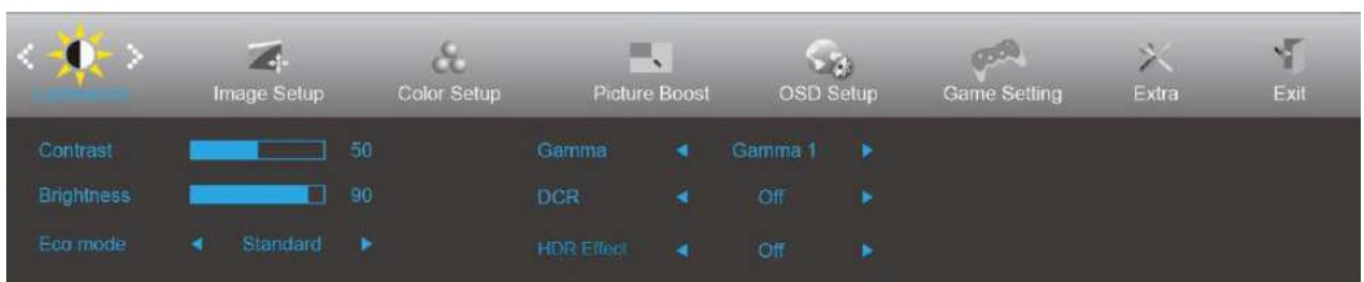 Luminance
Image Setup
Color Setup
Picture Boost
OSD Setup
Game Setting
Extra
Exit
Contrast 50 Gamma Gamma 1
Brightness 90 DCR Off
Eco mode Standard HDR Effect Off